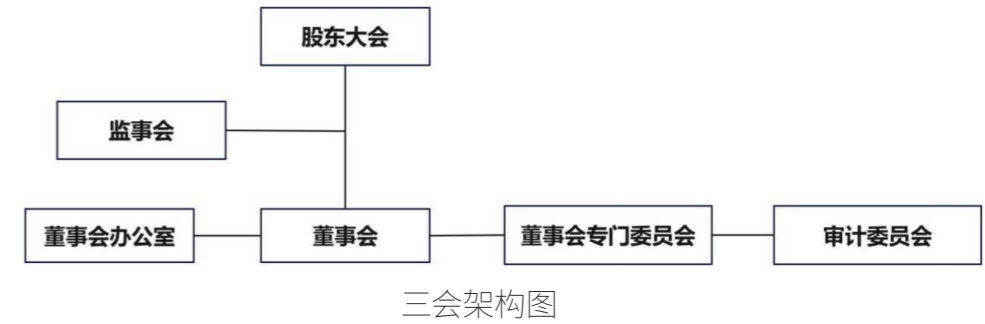 股东大会
监事会
董事会办公室
董事会
董事会专门委员会
审计委员会
三会架构图